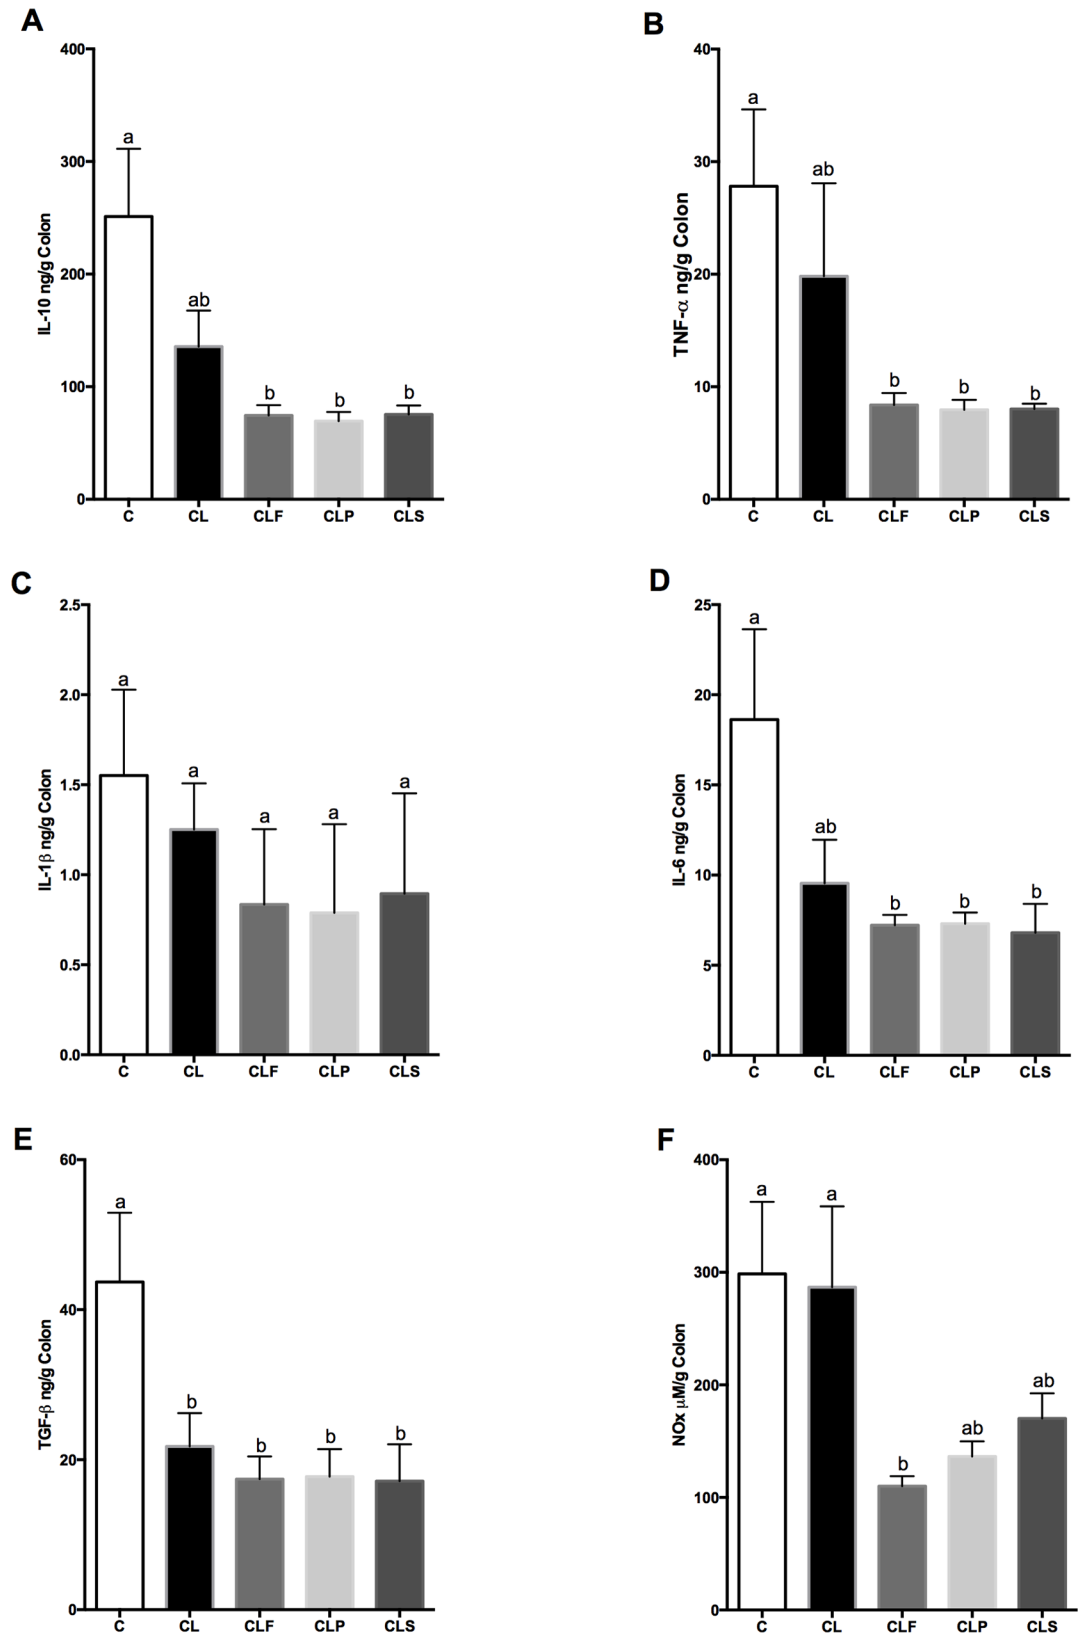 A
IL-10 ng/g Colon
400
300
200
100
0
a
ab
b
b
b
C CL CLF CLP CLS
B
TNF-α ng/g Colon
40
30
20
10
0
a
ab
b
b
b
C CL CLF CLP CLS
C
IL-1β ng/g Colon
2.5
2.0
1.5
1.0
0.5
0.0
a
a
a
a
a
C CL CLF CLP CLS
D
IL-6 ng/g Colon
25
20
15
10
5
0
a
ab
b
b
b
C CL CLF CLP CLS
E
TGF-β ng/g Colon
60
40
20
0
a
b
b
b
b
C CL CLF CLP CLS
F
NOx μM/g Colon
400
300
200
100
0
a
a
b
ab
ab
C CL CLF CLP CLS